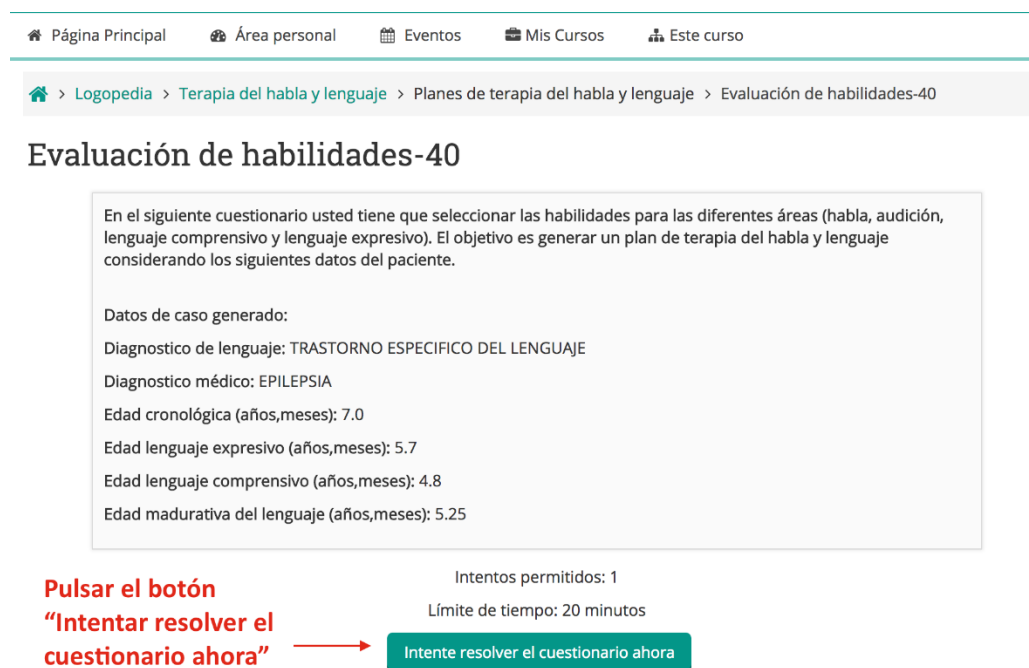 Página Principal Área personal Eventos Mis Cursos Este curso
> Logopedia > Terapia del habla y lenguaje > Planes de terapia del habla y lenguaje > Evaluación de habilidades-40
Evaluación de habilidades-40
En el siguiente cuestionario usted tiene que seleccionar las habilidades para las diferentes áreas (habla, audición,
lenguaje comprensivo y lenguaje expresivo). El objetivo es generar un plan de terapia del habla y lenguaje
considerando los siguientes datos del paciente.
Datos de caso generado:
Diagnostico de lenguaje: TRASTORNO ESPECIFICO DEL LENGUAJE
Diagnostico médico: EPILEPSIA
Edad cronológica (años,meses): 7.0
Edad lenguaje expresivo (años,meses): 5.7
Edad lenguaje comprensivo (años,meses): 4.8
Edad madurativa del lenguaje (años,meses): 5.25
Intentos permitidos: 1
Límite de tiempo: 20 minutos
Pulsar el botón
“Intentar resolver el
cuestionario ahora”
Intente resolver el cuestionario ahora